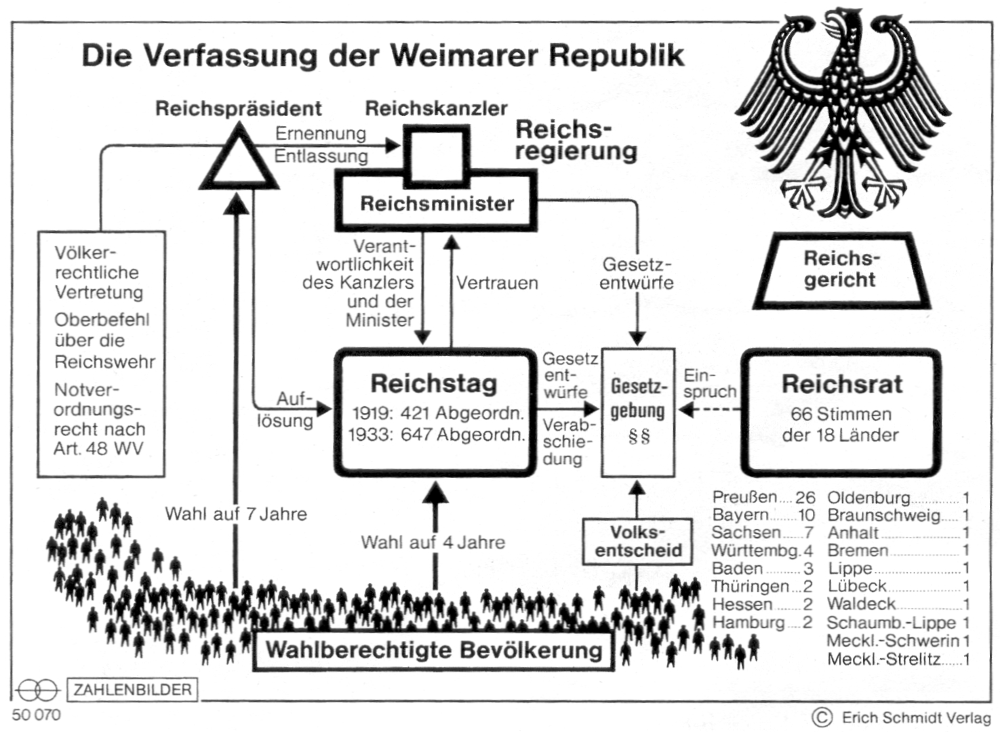 Die Verfassung der Weimarer Republik
Reichspräsident
Reichskanzler
Ernennung
Entlassung
Reichs-
regierung
Reichsminister
Völker-
rechtliche
Vertretung
Oberbefehl
über die
Reichswehr
Notver-
ordnungs-
recht nach
Art. 48 WV
Verant-
wortlichkeit
des Kanzlers
und der
Minister
Vertrauen
Gesetz-
entwürfe
Reichs-
gericht
Auf-
lösung
Reichstag
1919: 421 Abgeordn.
1933: 647 Abgeordn.
Gesetz
ent-
würfe
Verab-
schie-
dung
Gesetz-
gebung
§§
Ein-
spruch
Reichsrat
66 Stimmen
der 18 Länder
Wahl auf 7 Jahre
Wahl auf 4 Jahre
Volks-
entscheid
Preußen.... 26
Bayern....... 10
Sachsen..... 7
Württembg. 4
Baden......... 3
Thüringen... 2
Hessen....... 2
Hamburg.... 2
Oldenburg........... 1
Braunschweig..... 1
Anhalt.................. 1
Bremen................ 1
Lippe.................... 1
Lübeck................. 1
Waldeck............... 1
Schaumb.-Lippe 1
Meckl.-Schwerin 1
Meckl.-Strelitz..... 1
Wahlberechtigte Bevölkerung
ZAHLENBILDER
50 070
© Erich Schmidt Verlag